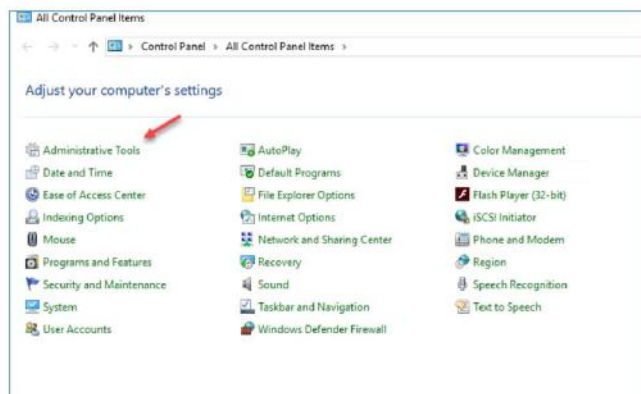 All Control Panel Items
Control Panel > All Control Panel Items >
Adjust your computer's settings
Administrative Tools AutoPlay Color Management
Date and Time Default Programs Device Manager
Ease of Access Center File Explorer Options Flash Player (32-bit)
Indexing Options Internet Options iSCSI Initiator
Mouse Network and Sharing Center Phone and Modem
Programs and Features Recovery Region
Security and Maintenance Sound Speech Recognition
System Taskbar and Navigation Text to Speech
User Accounts Windows Defender Firewall